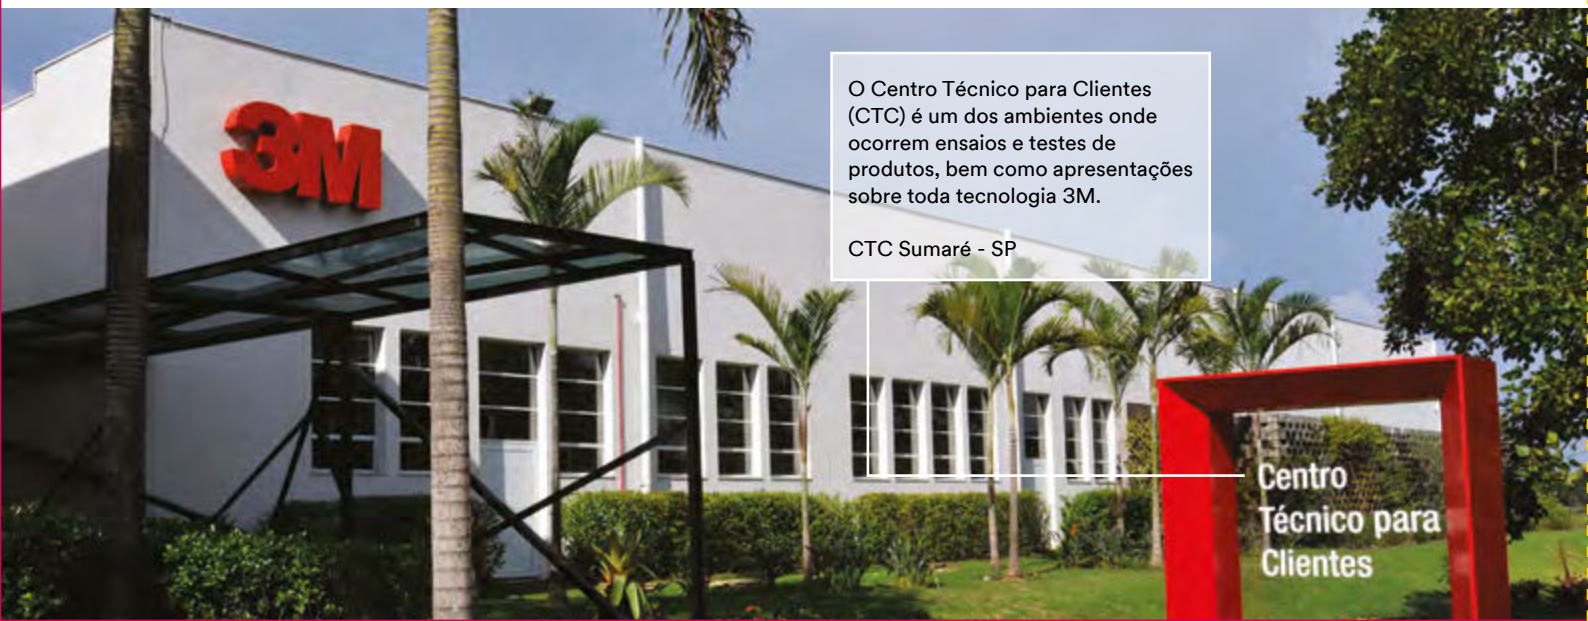 3M
O Centro Técnico para Clientes
(CTC) é um dos ambientes onde
ocorrem ensaios e testes de
produtos, bem como apresentações
sobre toda tecnologia 3M.
CTC Sumaré - SP
Centro
Técnico para
Clientes